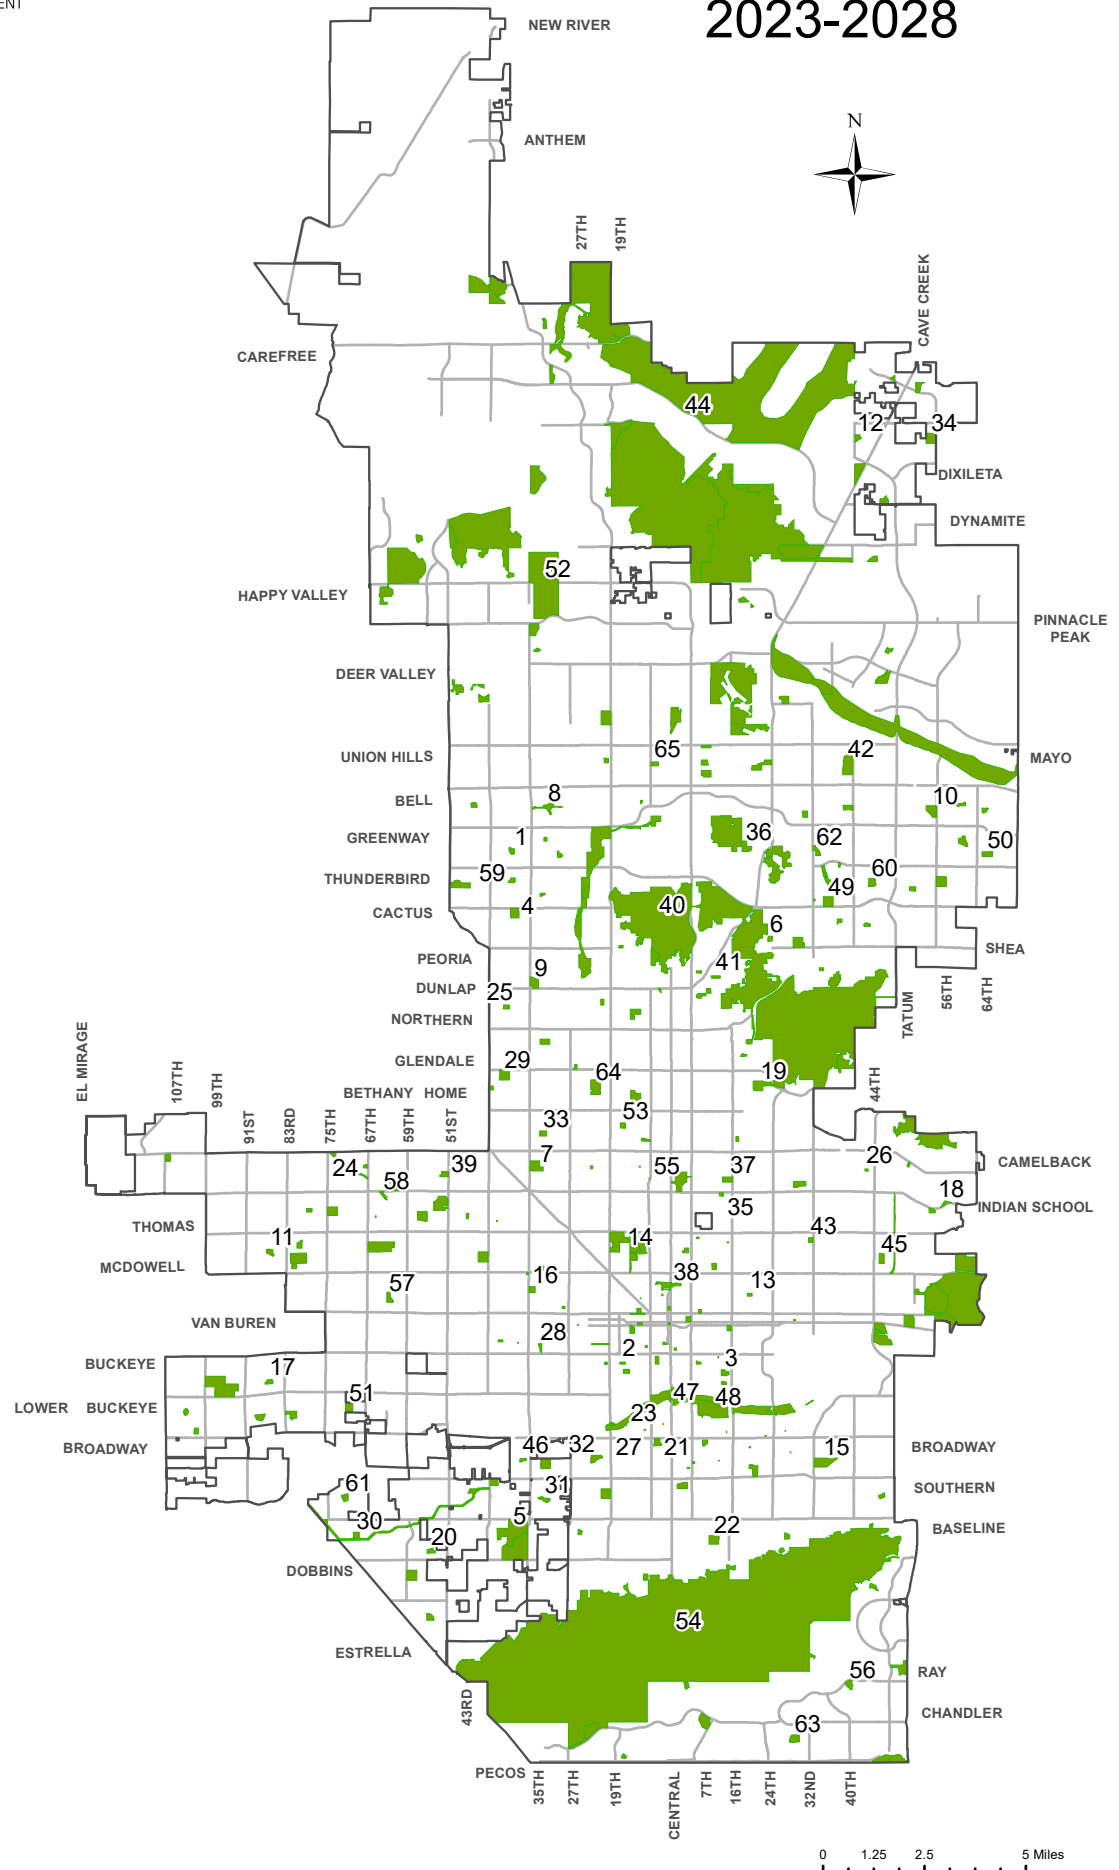 ENT
2023-2028
NEW RIVER
N
ANTHEM
27TH
19TH
CAVE CREEK
CAREFREE
44
12
34
DIXILETA
DYNAMITE
52
HAPPY VALLEY
PINNACLE
PEAK
DEER VALLEY
65
42
UNION HILLS
MAYO
8
10
BELL
GREENWAY
1
36
62
50
59
60
THUNDERBIRD
49
4
40
CACTUS
6
SHEA
PEORIA
9
41
DUNLAP
25
TATUM
56TH
64TH
NORTHERN
EL MIRAGE
107TH
99TH
GLENDALE
29
64
19
44TH
BETHANY HOME
91ST
83RD
75TH
67TH
59TH
51ST
33
53
24
39
7
55
37
26
CAMELBACK
58
18
35
INDIAN SCHOOL
THOMAS
11
14
43
45
MCDOWELL
57
16
38
13
VAN BUREN
28
2
3
BUCKEYE
17
51
47
48
LOWER BUCKEYE
23
BROADWAY
46
32
27
21
15
BROADWAY
61
31
SOUTHERN
30
20
5
22
BASELINE
DOBBINS
54
ESTRELLA
56
RAY
43RD
63
CHANDLER
PECOS
35TH
27TH
19TH
CENTRAL
7TH
16TH
24TH
32ND
40TH
0 1.25 2.5 5 Miles